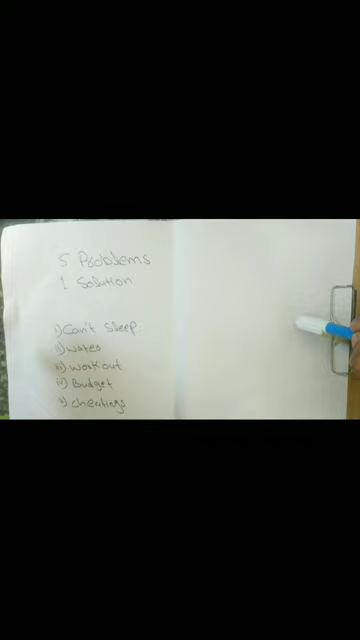 5 Problems
1 Solution
i) Can't Sleep
ii) water
iii) work out
iv) Budget
v) cheatings